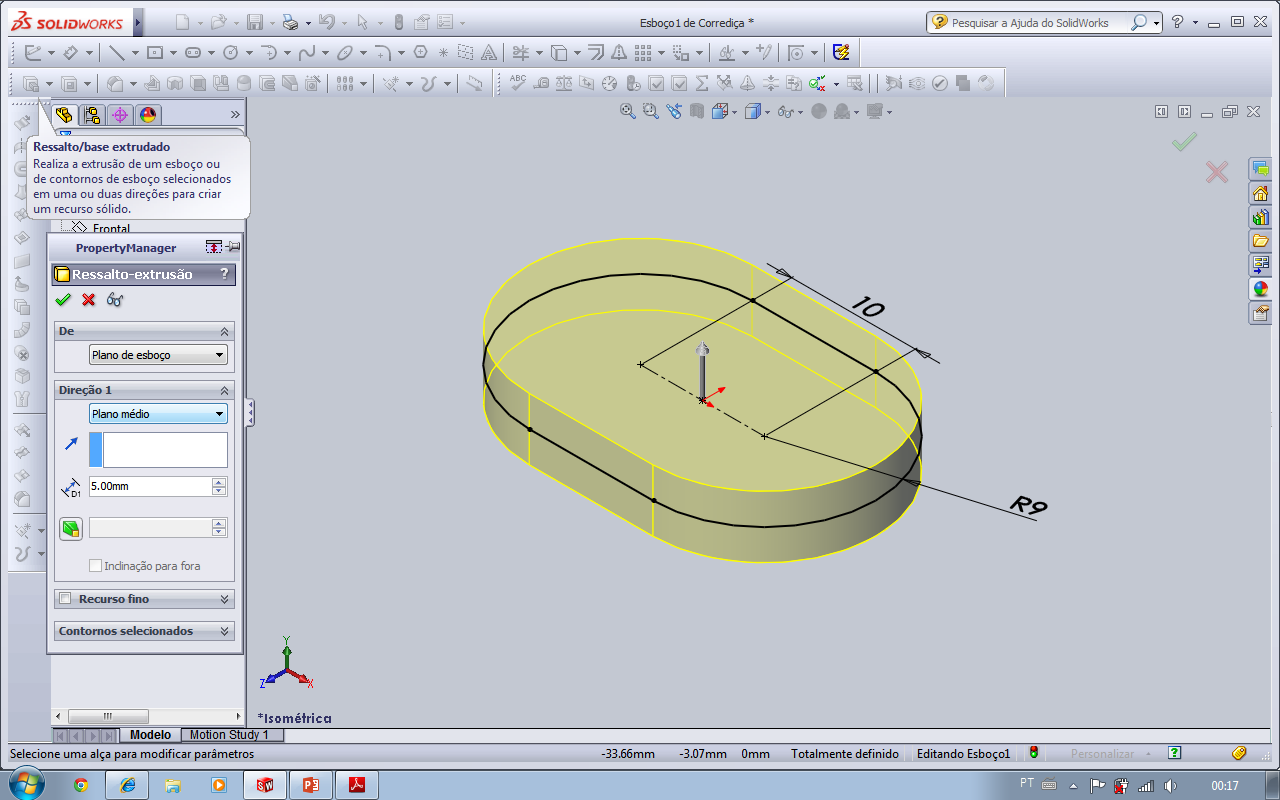 SOLIDWORKS
Esboço1 de Corrediça *
Pesquisar a Ajuda do SolidWorks
?
ABC
Ressalto/base extrudado
Realiza a extrusão de um esboço ou
de contornos de esboço selecionados
em uma ou duas direções para criar
um recurso sólido.
Frontal
PropertyManager
Ressalto-extrusão
?
De
Plano de esboço
Direção 1
Plano médio
D1
5.00mm
Inclinação para fora
Recurso fino
Contornos selecionados
10
R9
Y
Z
X
*Isométrica
Modelo
Motion Study 1
Selecione uma alça para modificar parâmetros
-33.66mm
-3.07mm
0mm
Totalmente definido
Editando Esboço1
Personalizar
?
PT
00:17